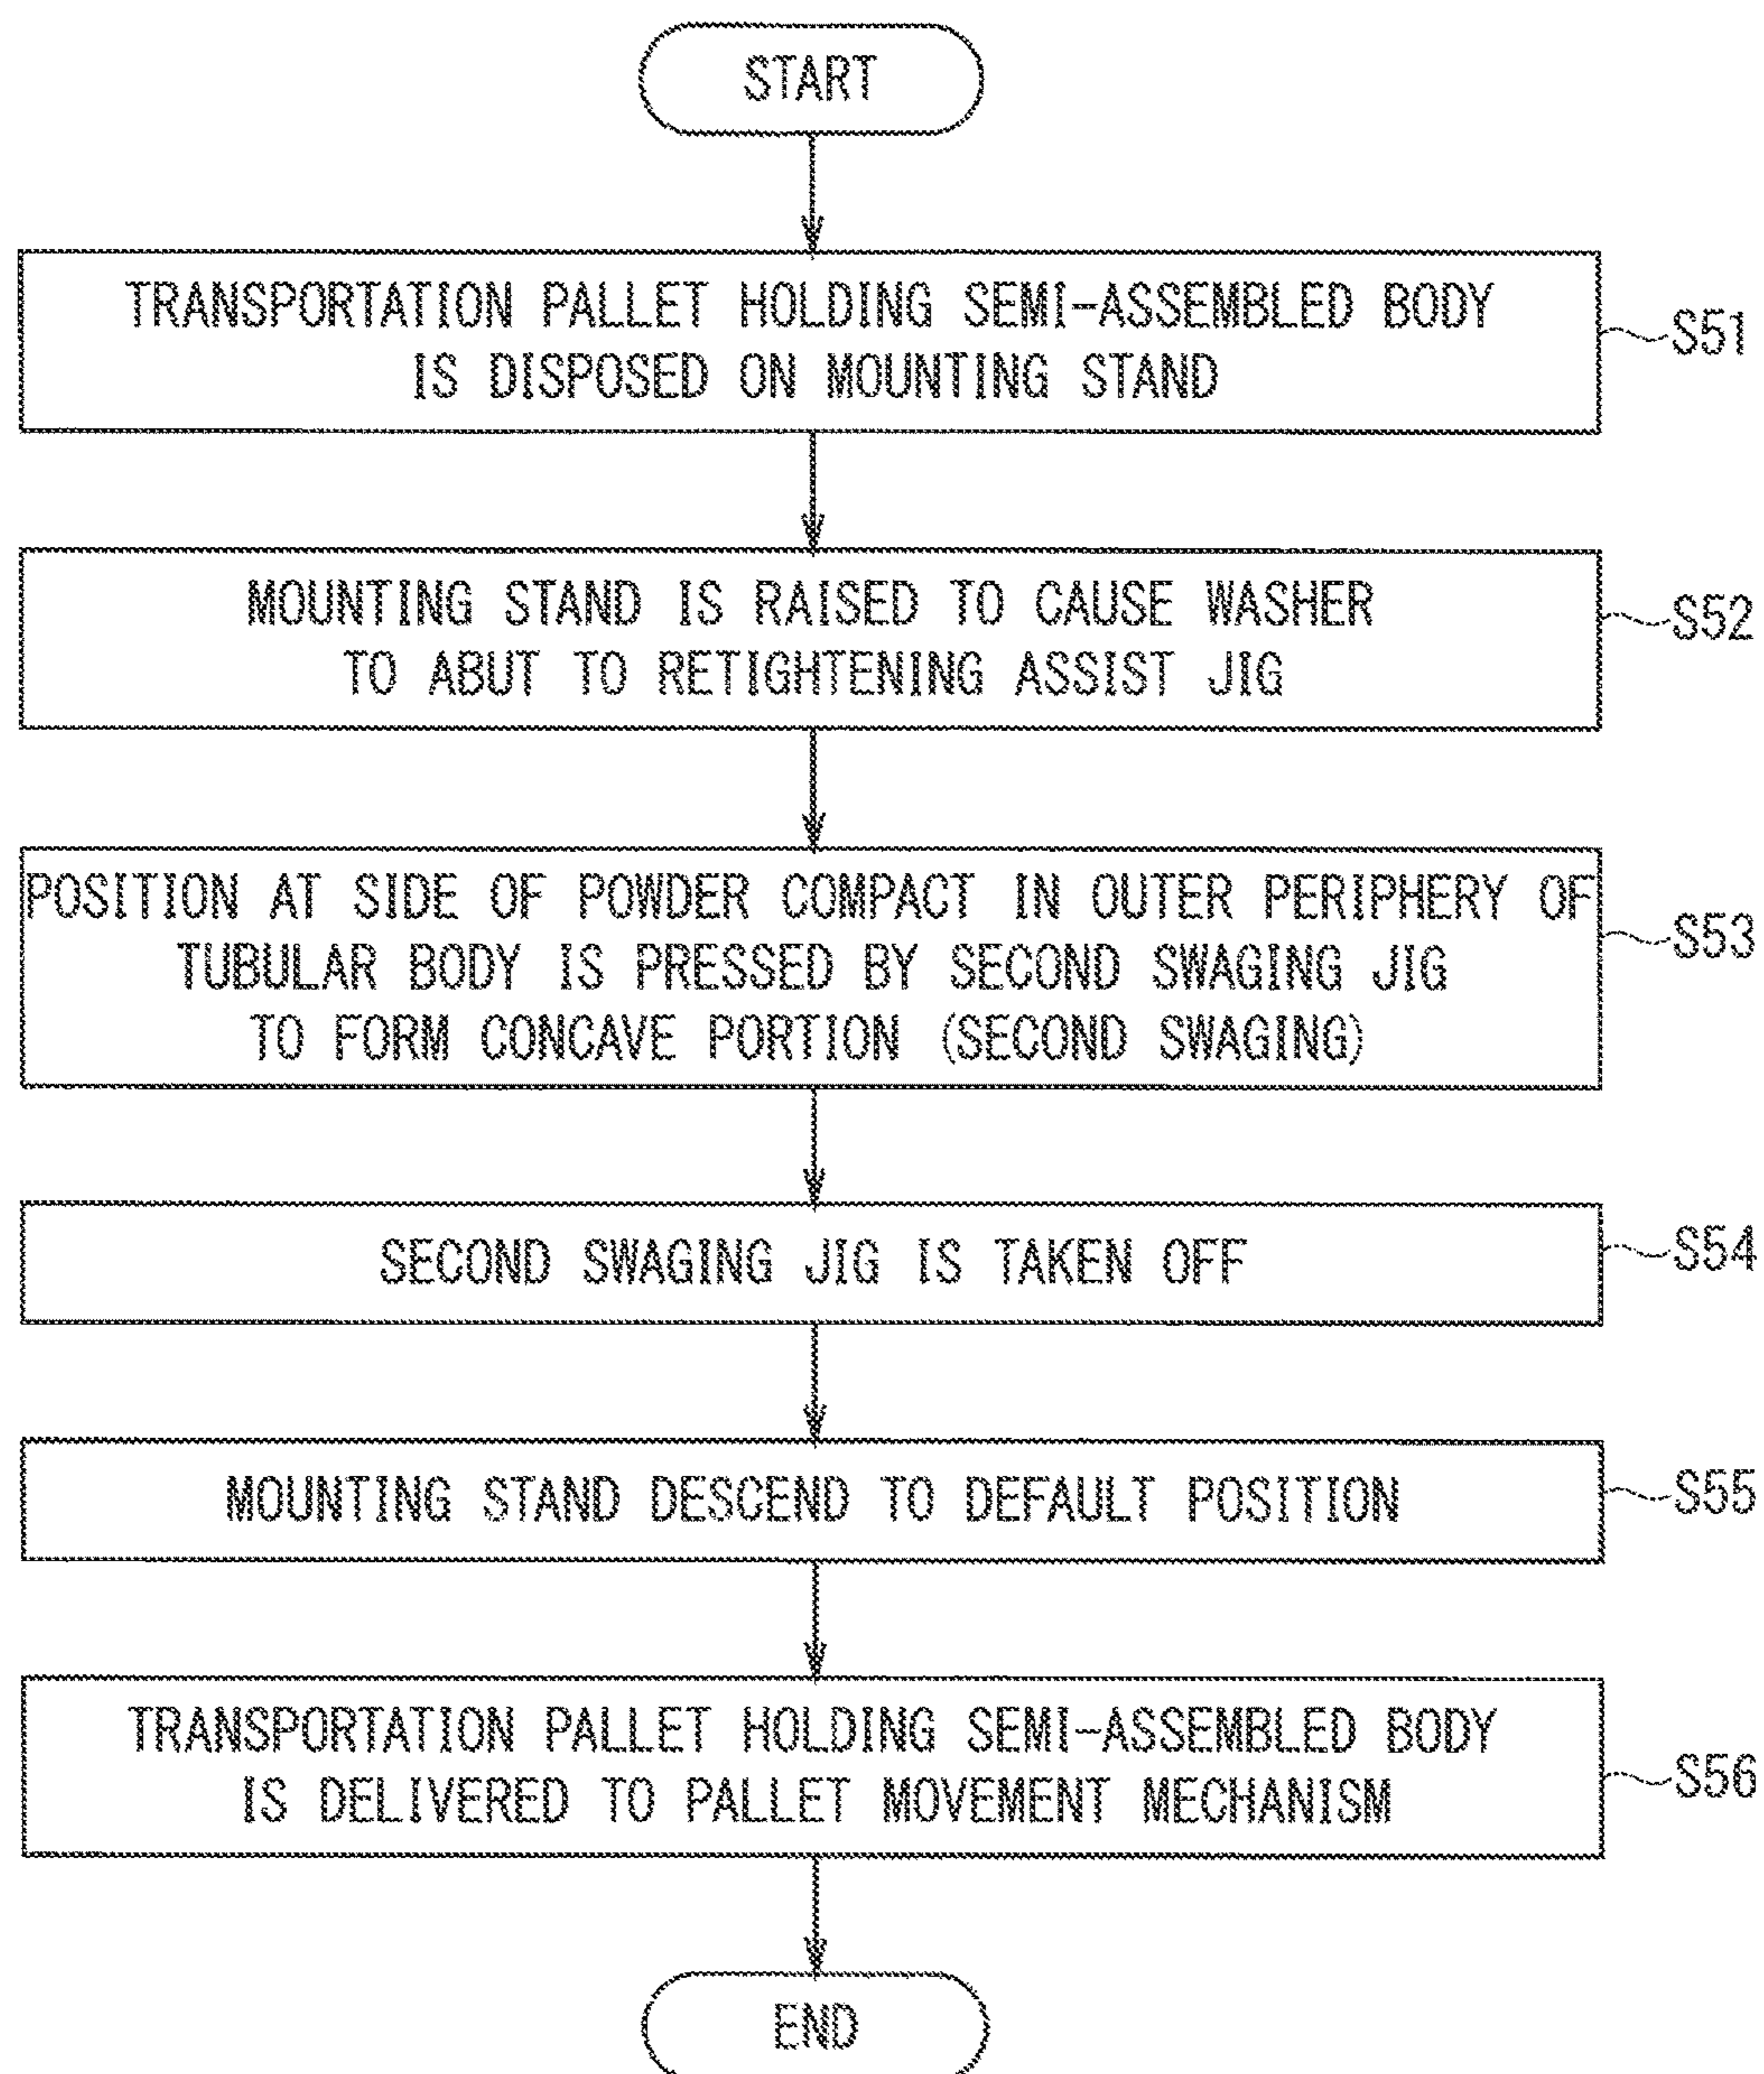 START
TRANSPORTATION PALLET HOLDING SEMI-ASSEMBLED BODY
IS DISPOSED ON MOUNTING STAND
S51
MOUNTING STAND IS RAISED TO CAUSE WASHER
TO ABUT TO RETIGHTENING ASSIST JIG
S52
POSITION AT SIDE OF POWDER COMPACT IN OUTER PERIPHERY OF
TUBULAR BODY IS PRESSED BY SECOND SWAGING JIG
TO FORM CONCAVE PORTION (SECOND SWAGING)
S53
SECOND SWAGING JIG IS TAKEN OFF
S54
MOUNTING STAND DESCEND TO DEFAULT POSITION
S55
TRANSPORTATION PALLET HOLDING SEMI-ASSEMBLED BODY
IS DELIVERED TO PALLET MOVEMENT MECHANISM
S56
END